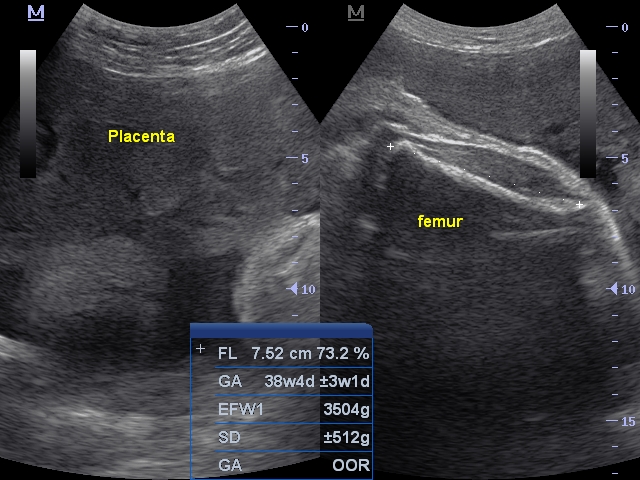 M
M
0
5
10
0
5
10
15
Placenta
femur
FL 7.52 cm 73.2 %
GA 38w4d ±3w1d
EFW1 3504g
SD ±512g
GA OOR